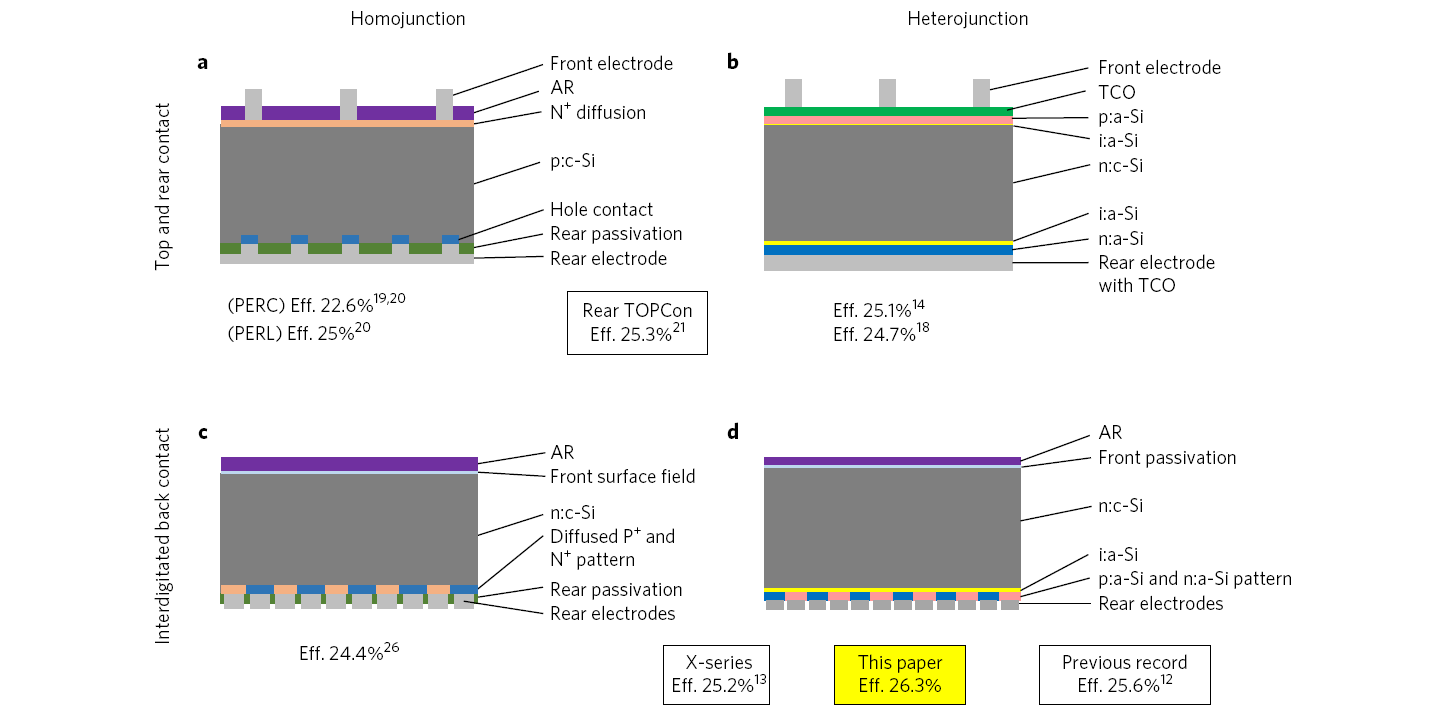 Homojunction
Heterojunction
Top and rear contact
a
Front electrode
AR
N⁺ diffusion
p:c-Si
Hole contact
Rear passivation
Rear electrode
(PERC) Eff. 22.6%¹⁹,²⁰
(PERL) Eff. 25%²⁰
Rear TOPCon
Eff. 25.3%²¹
b
Front electrode
TCO
p:a-Si
i:a-Si
n:c-Si
i:a-Si
n:a-Si
Rear electrode
with TCO
Eff. 25.1%¹⁴
Eff. 24.7%¹⁸
Interdigitated back contact
c
AR
Front surface field
n:c-Si
Diffused P⁺ and
N⁺ pattern
Rear passivation
Rear electrodes
Eff. 24.4%²⁶
d
AR
Front passivation
n:c-Si
i:a-Si
p:a-Si and n:a-Si pattern
Rear electrodes
X-series
Eff. 25.2%¹³
This paper
Eff. 26.3%
Previous record
Eff. 25.6%¹²